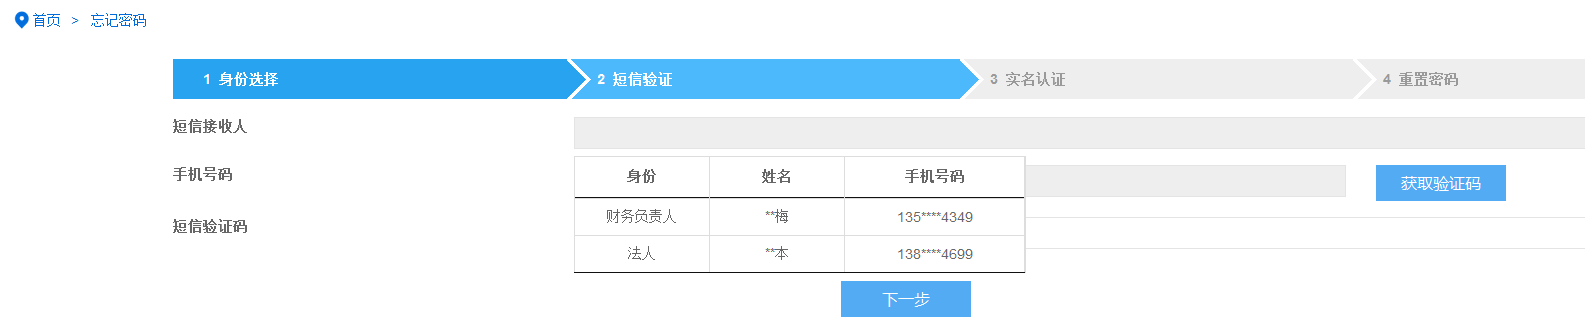 首页 > 忘记密码
1 身份选择 2 短信验证 3 实名认证 4 重置密码
短信接收人
手机号码 获取验证码
短信验证码
身份 姓名 手机号码
财务负责人 **梅 135****4349
法人 **本 138****4699
下一步